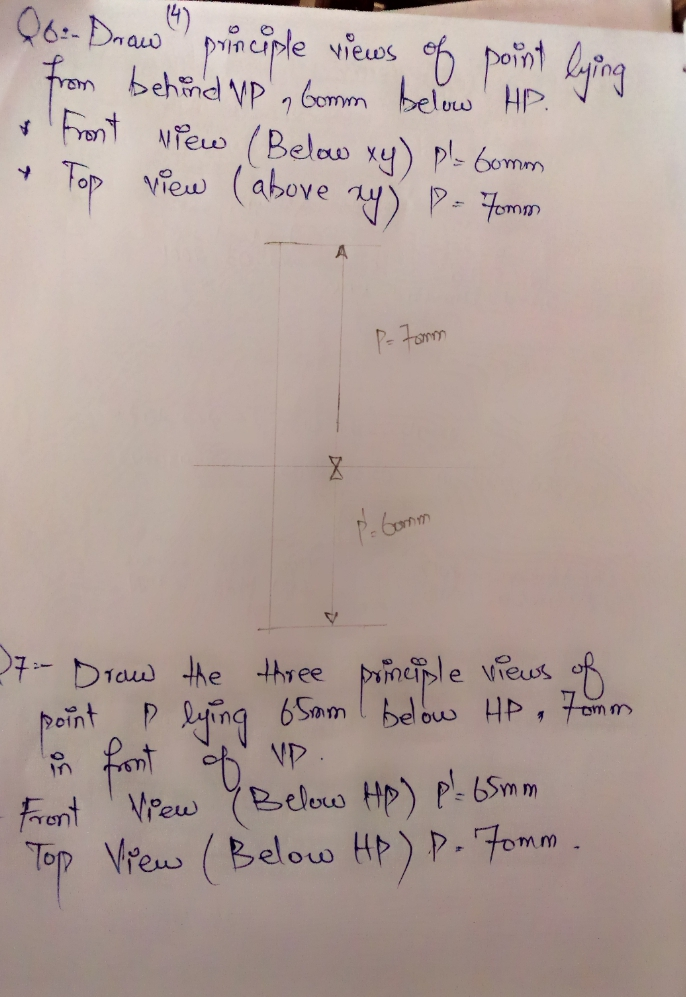 Q6:- Draw (4) principle views of point lying
from behind VP, 60mm below HP.
* Front view (Below xy) P'= 60mm
* Top view (above xy) P= 70mm
P= 70mm
P'= 60mm
Q7:- Draw the three principle views of
point P lying 65mm below HP, 70mm
in front of VP.
Front View (Below HP) P'= 65mm
Top View (Below HP) P= 70mm.